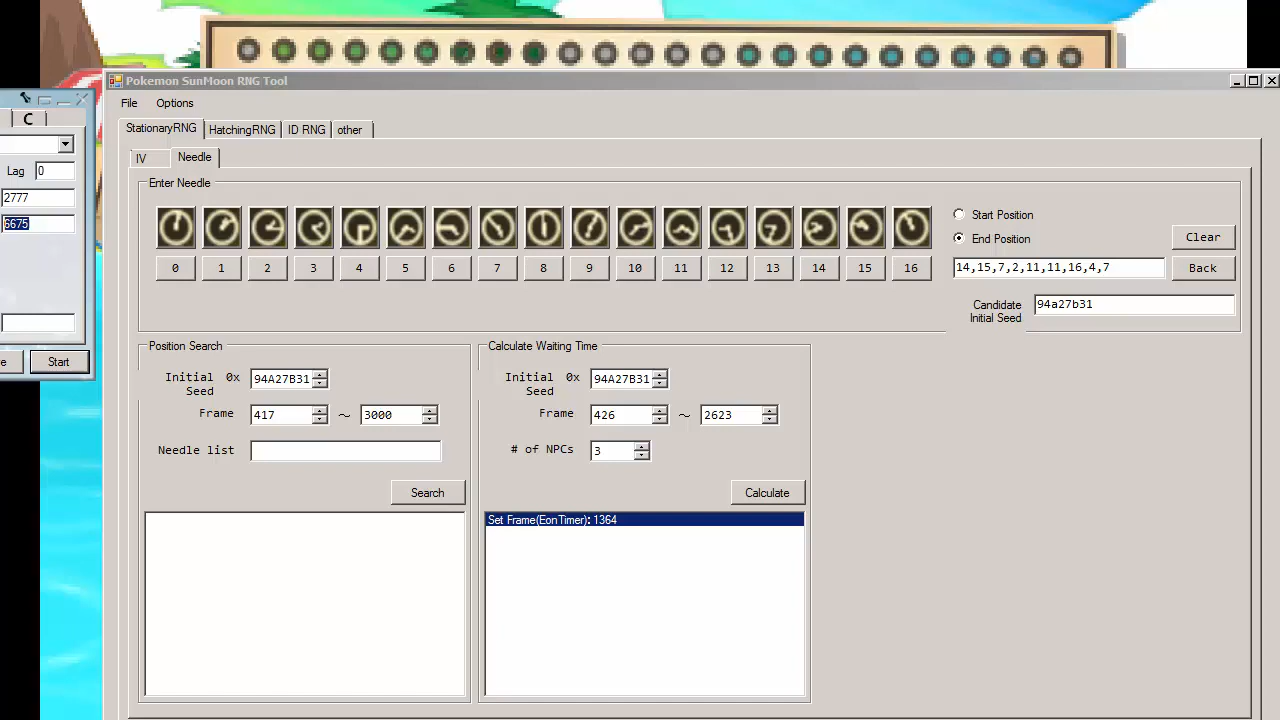 Pokemon SunMoon RNG Tool
File Options
StationaryRNG HatchingRNG ID RNG other
IV Needle
Enter Needle
0 1 2 3 4 5 6 7 8 9 10 11 12 13 14 15 16
Start Position
End Position
Clear
14,15,7,2,11,11,16,4,7
Back
Candidate Initial Seed 94a27b31
Position Search
Initial Seed 0x 94A27B31
Frame 417 ~ 3000
Needle list
Search
Calculate Waiting Time
Initial Seed 0x 94A27B31
Frame 426 ~ 2623
# of NPCs 3
Calculate
Set Frame(EonTimer): 1364
C
Lag 0
2777
6675
Start